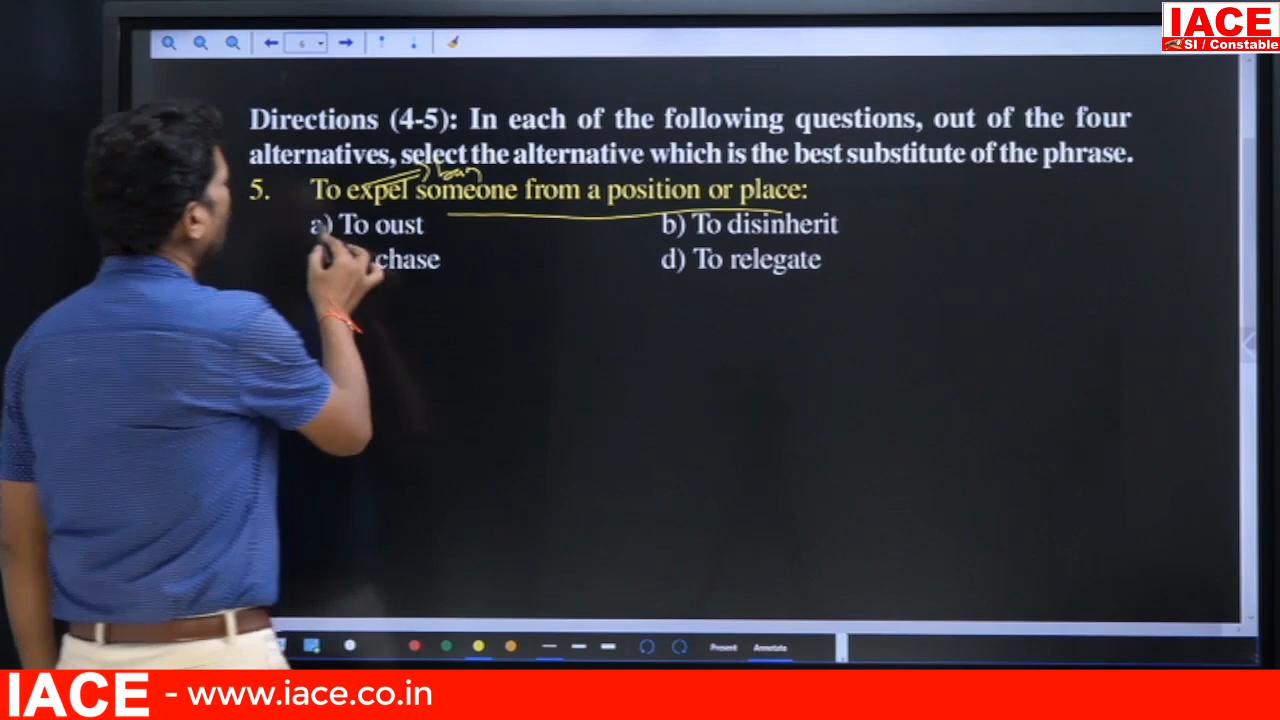 IACE
SI / Constable
6
Directions (4-5): In each of the following questions, out of the four
alternatives, select the alternative which is the best substitute of the phrase.
ban
5. To expel someone from a position or place:
a) To oust b) To disinherit
chase d) To relegate
Present Annotate
IACE - www.iace.co.in